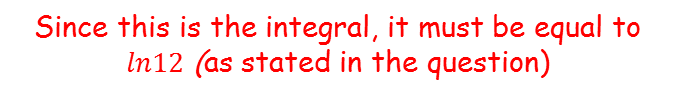 Since this is the integral, it must be equal to
ln12 (as stated in the question)